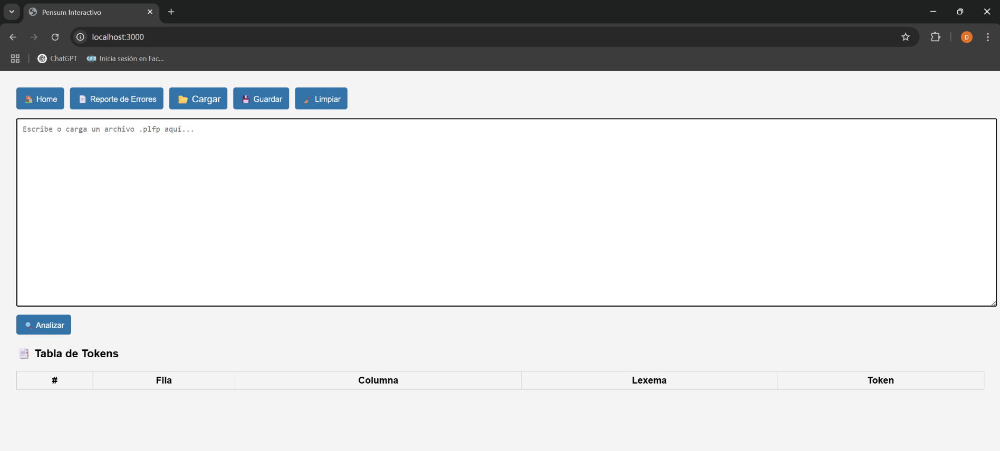 Pensum Interactivo
localhost:3000
D
ChatGPT
Inicia sesión en Fac...
Home
Reporte de Errores
Cargar
Guardar
Limpiar
Escribe o carga un archivo .plfp aquí...
Analizar
Tabla de Tokens
# Fila Columna Lexema Token